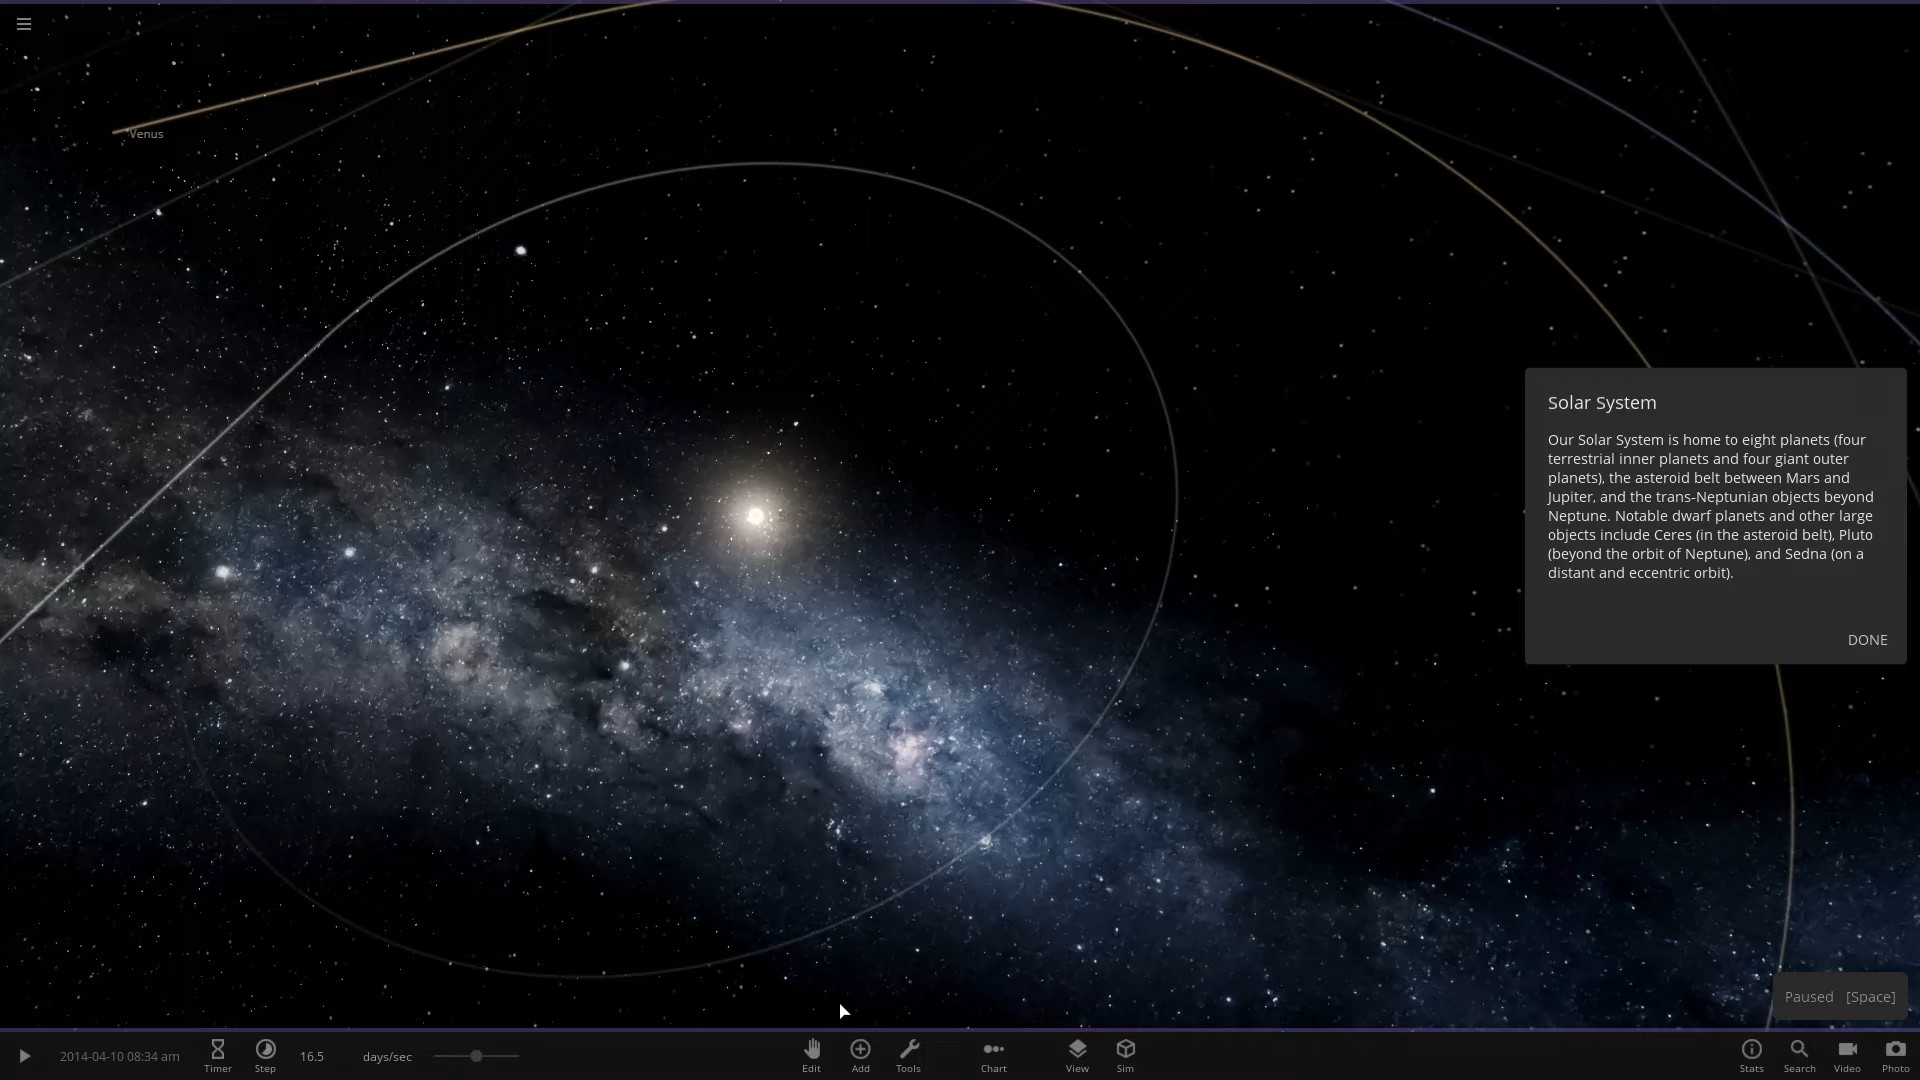 Venus
Solar System
Our Solar System is home to eight planets (four
terrestrial inner planets and four giant outer
planets), the asteroid belt between Mars and
Jupiter, and the trans-Neptunian objects beyond
Neptune. Notable dwarf planets and other large
objects include Ceres (in the asteroid belt), Pluto
(beyond the orbit of Neptune), and Sedna (on a
distant and eccentric orbit).
DONE
Paused [Space]
2014-04-10 08:34 am
Timer
Step
16.5 days/sec
Edit
Add
Tools
Chart
View
Sim
Stats
Search
Video
Photo